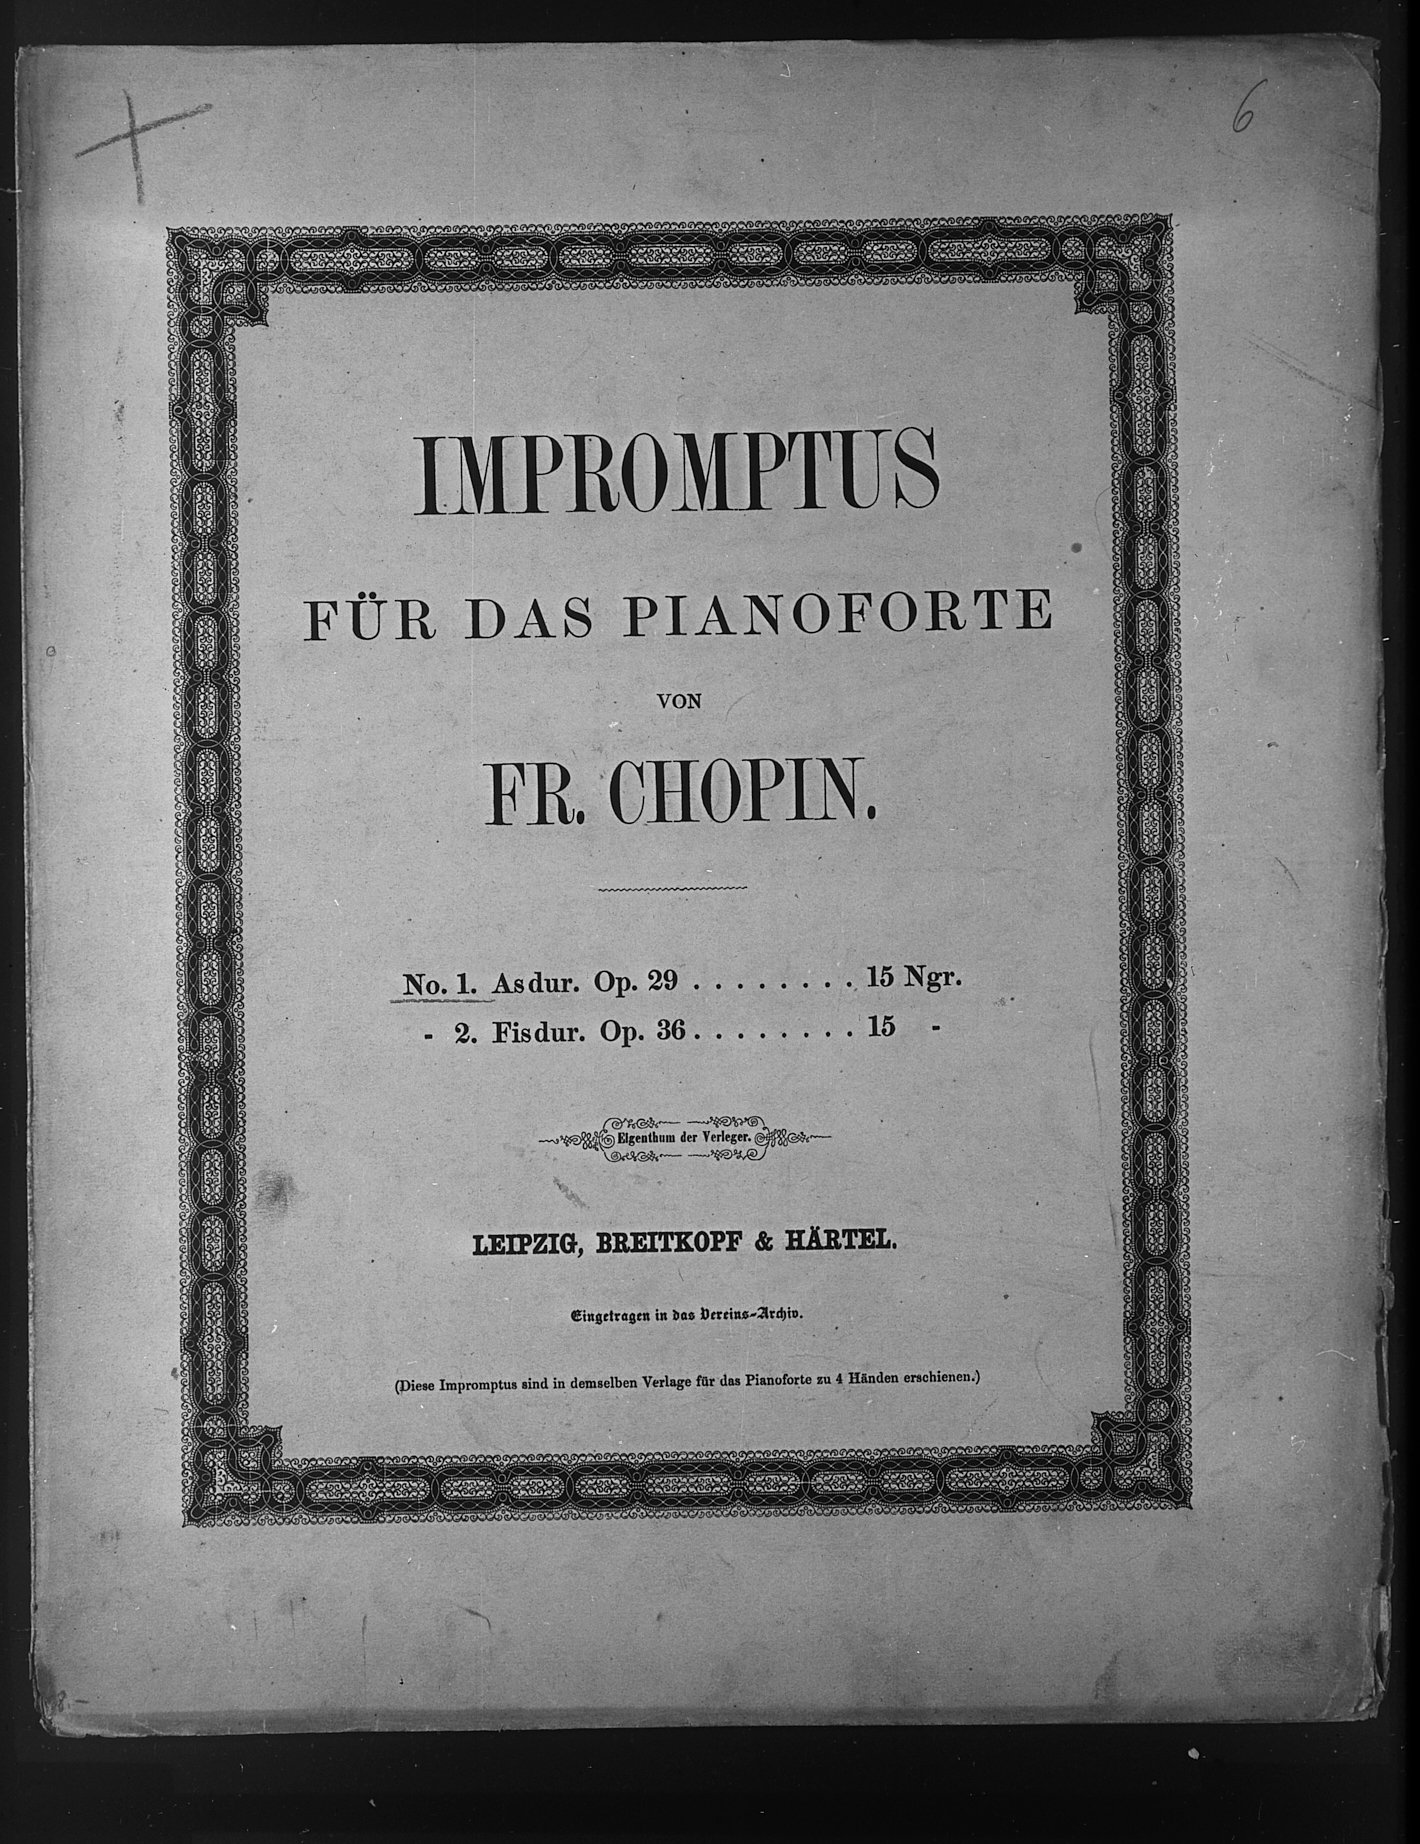 6
IMPROMPTUS
FÜR DAS PIANOFORTE
VON
FR. CHOPIN.
No. 1. Asdur. Op. 29 . . . . . . . . 15 Ngr.
- 2. Fisdur. Op. 36 . . . . . . . . 15 -
Eigenthum der Verleger.
LEIPZIG, BREITKOPF & HÄRTEL.
Eingetragen in das Vereins-Archiv.
(Diese Impromptus sind in demselben Verlage für das Pianoforte zu 4 Händen erschienen.)
8.-